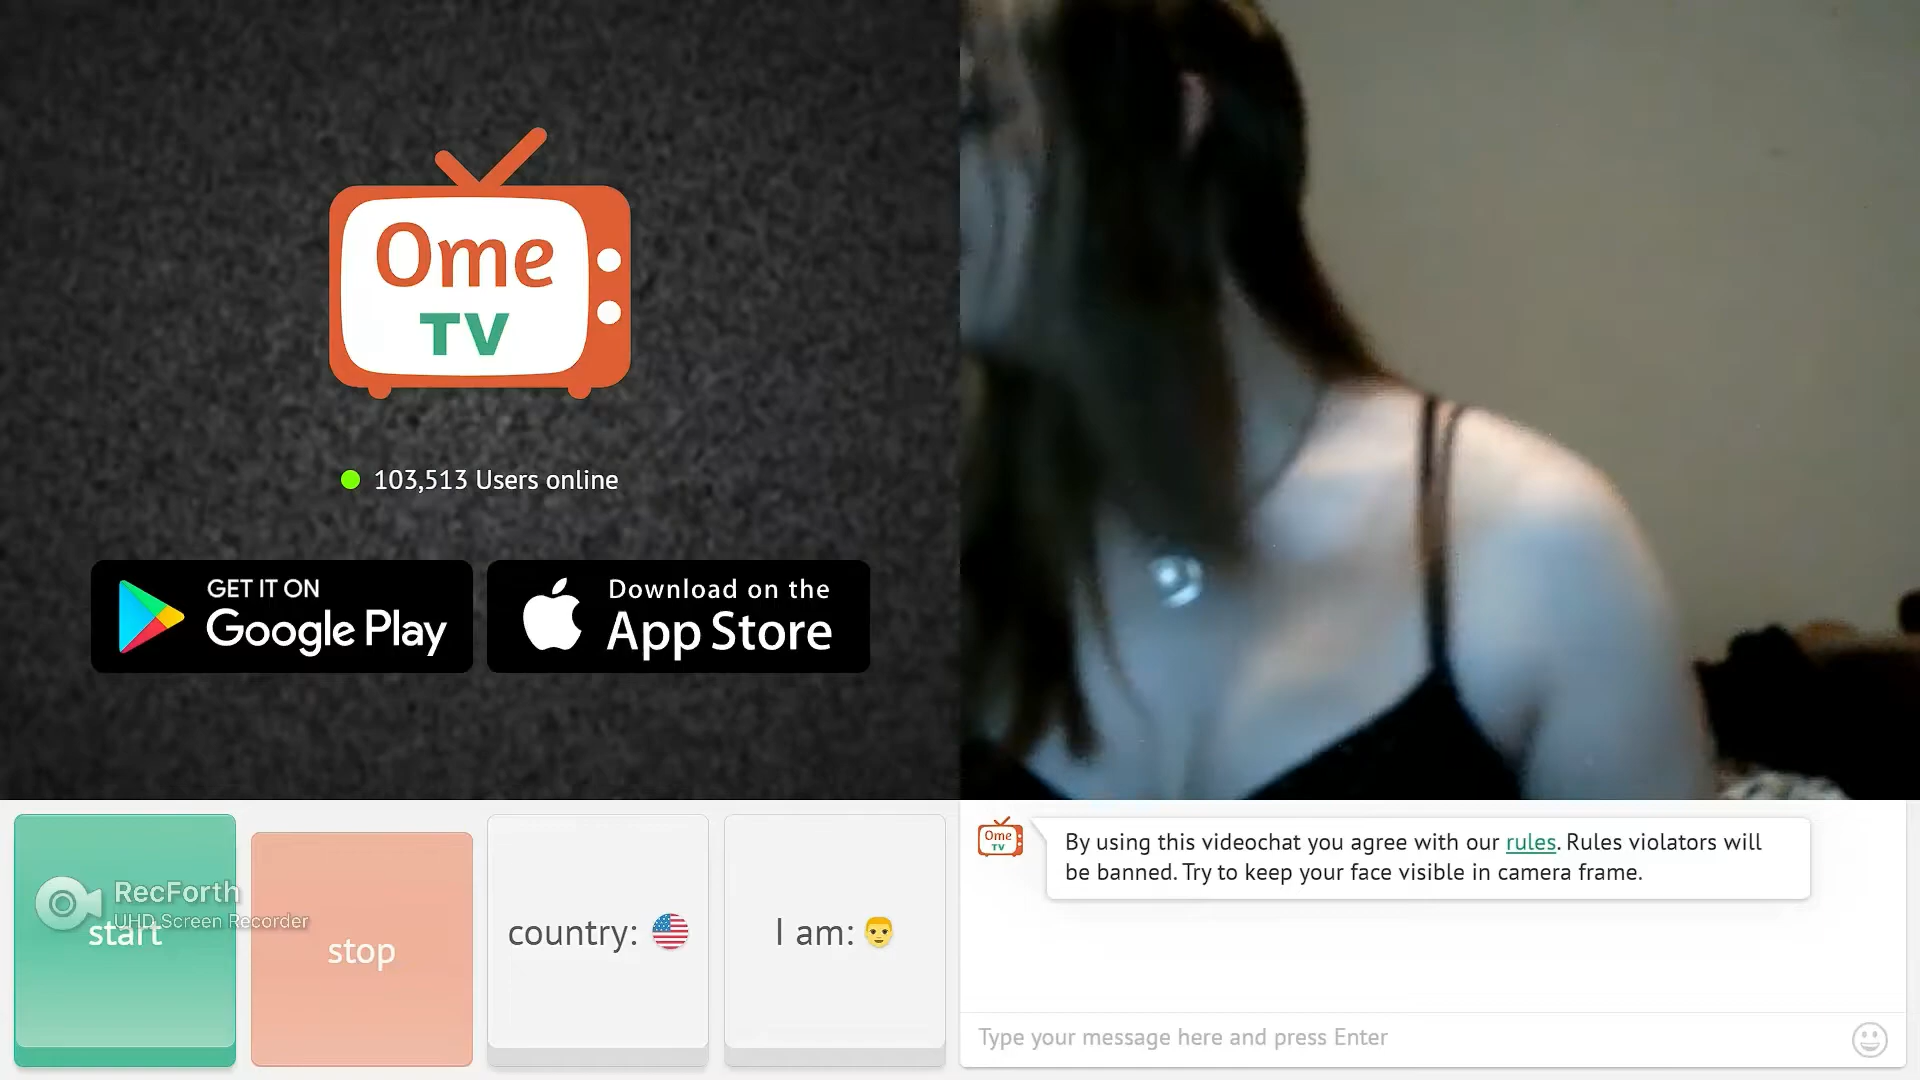 Ome
TV
103,513 Users online
GET IT ON
Google Play
Download on the
App Store
RecForth
UHD Screen Recorder
start
stop
country:
I am:
Ome
TV
By using this videochat you agree with our rules. Rules violators will
be banned. Try to keep your face visible in camera frame.
Type your message here and press Enter